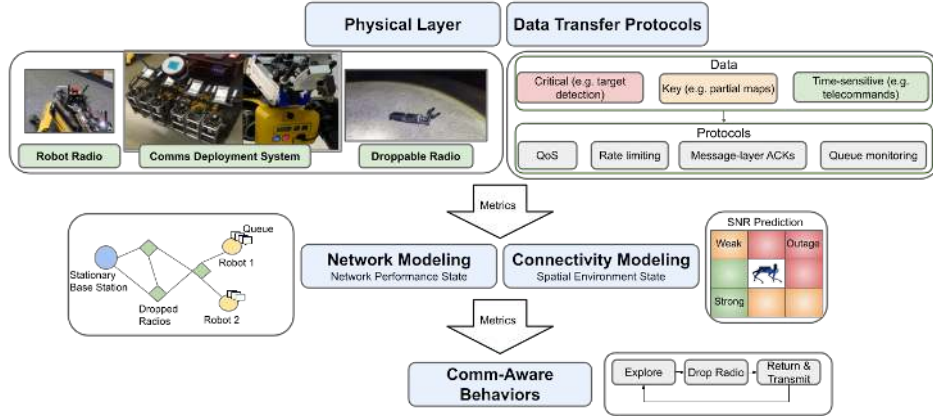 Physical Layer
Data Transfer Protocols
Robot Radio
Comms Deployment System
Droppable Radio
Data
Critical (e.g. target
detection)
Key (e.g. partial maps)
Time-sensitive (e.g.
telecommands)
Protocols
QoS
Rate limiting
Message-layer ACKs
Queue monitoring
Metrics
Queue
Robot 1
Stationary
Base Station
Dropped
Radios
Robot 2
Network Modeling
Network Performance State
Connectivity Modeling
Spatial Environment State
SNR Prediction
Weak
Outage
Strong
Metrics
Comm-Aware
Behaviors
Explore
Drop Radio
Return &
Transmit